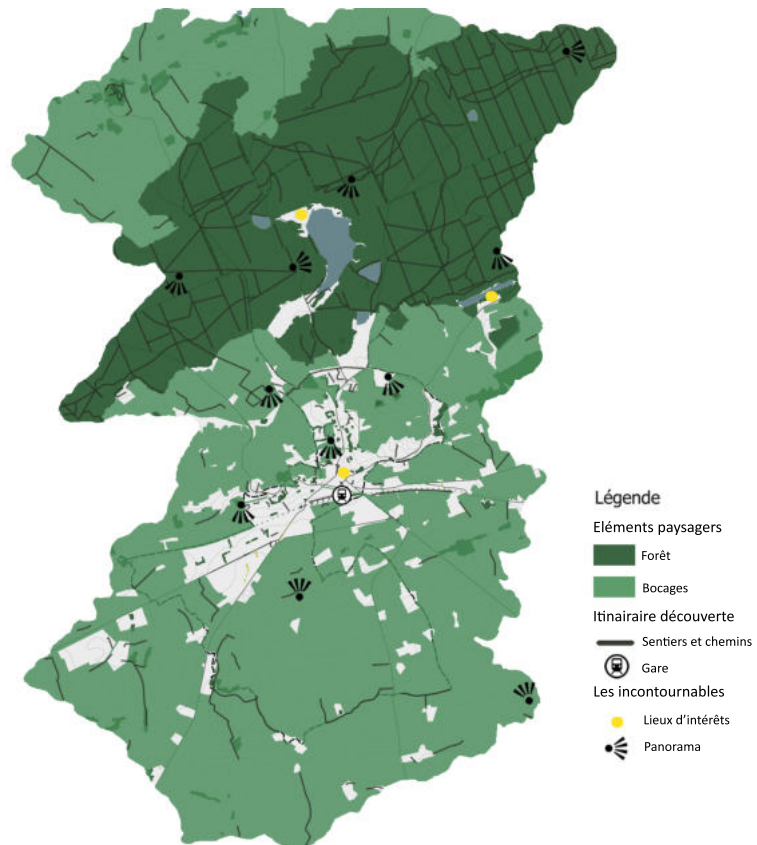 Légende
Eléments paysagers
Forêt
Bocages
Itinairaire découverte
Sentiers et chemins
Gare
Les incontournables
Lieux d'intérêts
Panorama